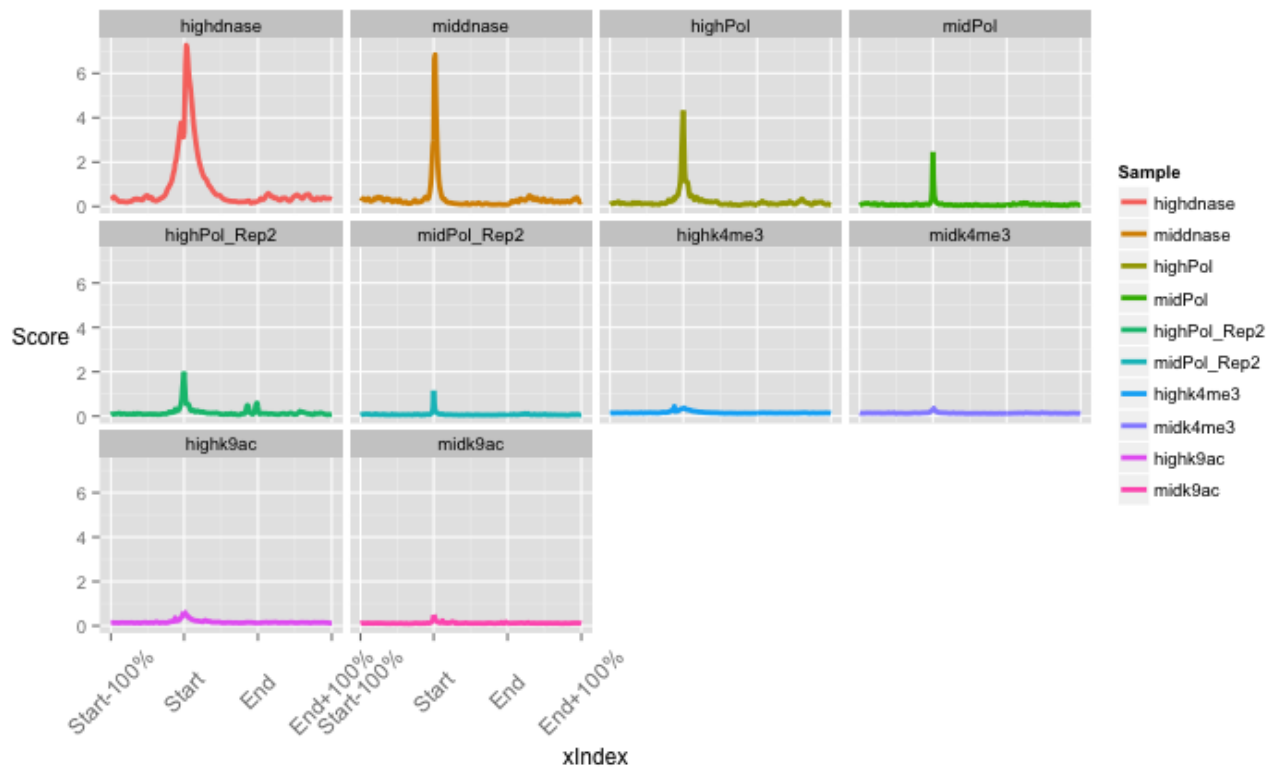 highdnase middnase highPol midPol
6
4
2
0
highPol_Rep2 midPol_Rep2 highk4me3 midk4me3
6
4
2
0
Score
highk9ac midk9ac
6
4
2
0
Start-100% Start End End+100% Start-100% Start End End+100%
xIndex
Sample
highdnase
middnase
highPol
midPol
highPol_Rep2
midPol_Rep2
highk4me3
midk4me3
highk9ac
midk9ac